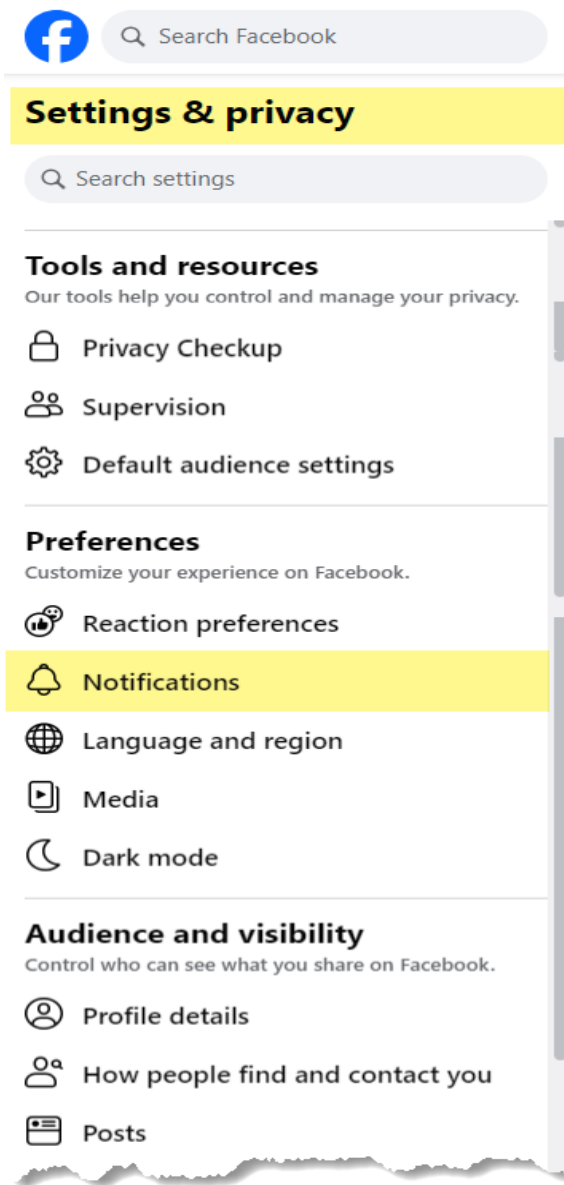 Search Facebook
Settings & privacy
Search settings
Tools and resources
Our tools help you control and manage your privacy.
Privacy Checkup
Supervision
Default audience settings
Preferences
Customize your experience on Facebook.
Reaction preferences
Notifications
Language and region
Media
Dark mode
Audience and visibility
Control who can see what you share on Facebook.
Profile details
How people find and contact you
Posts